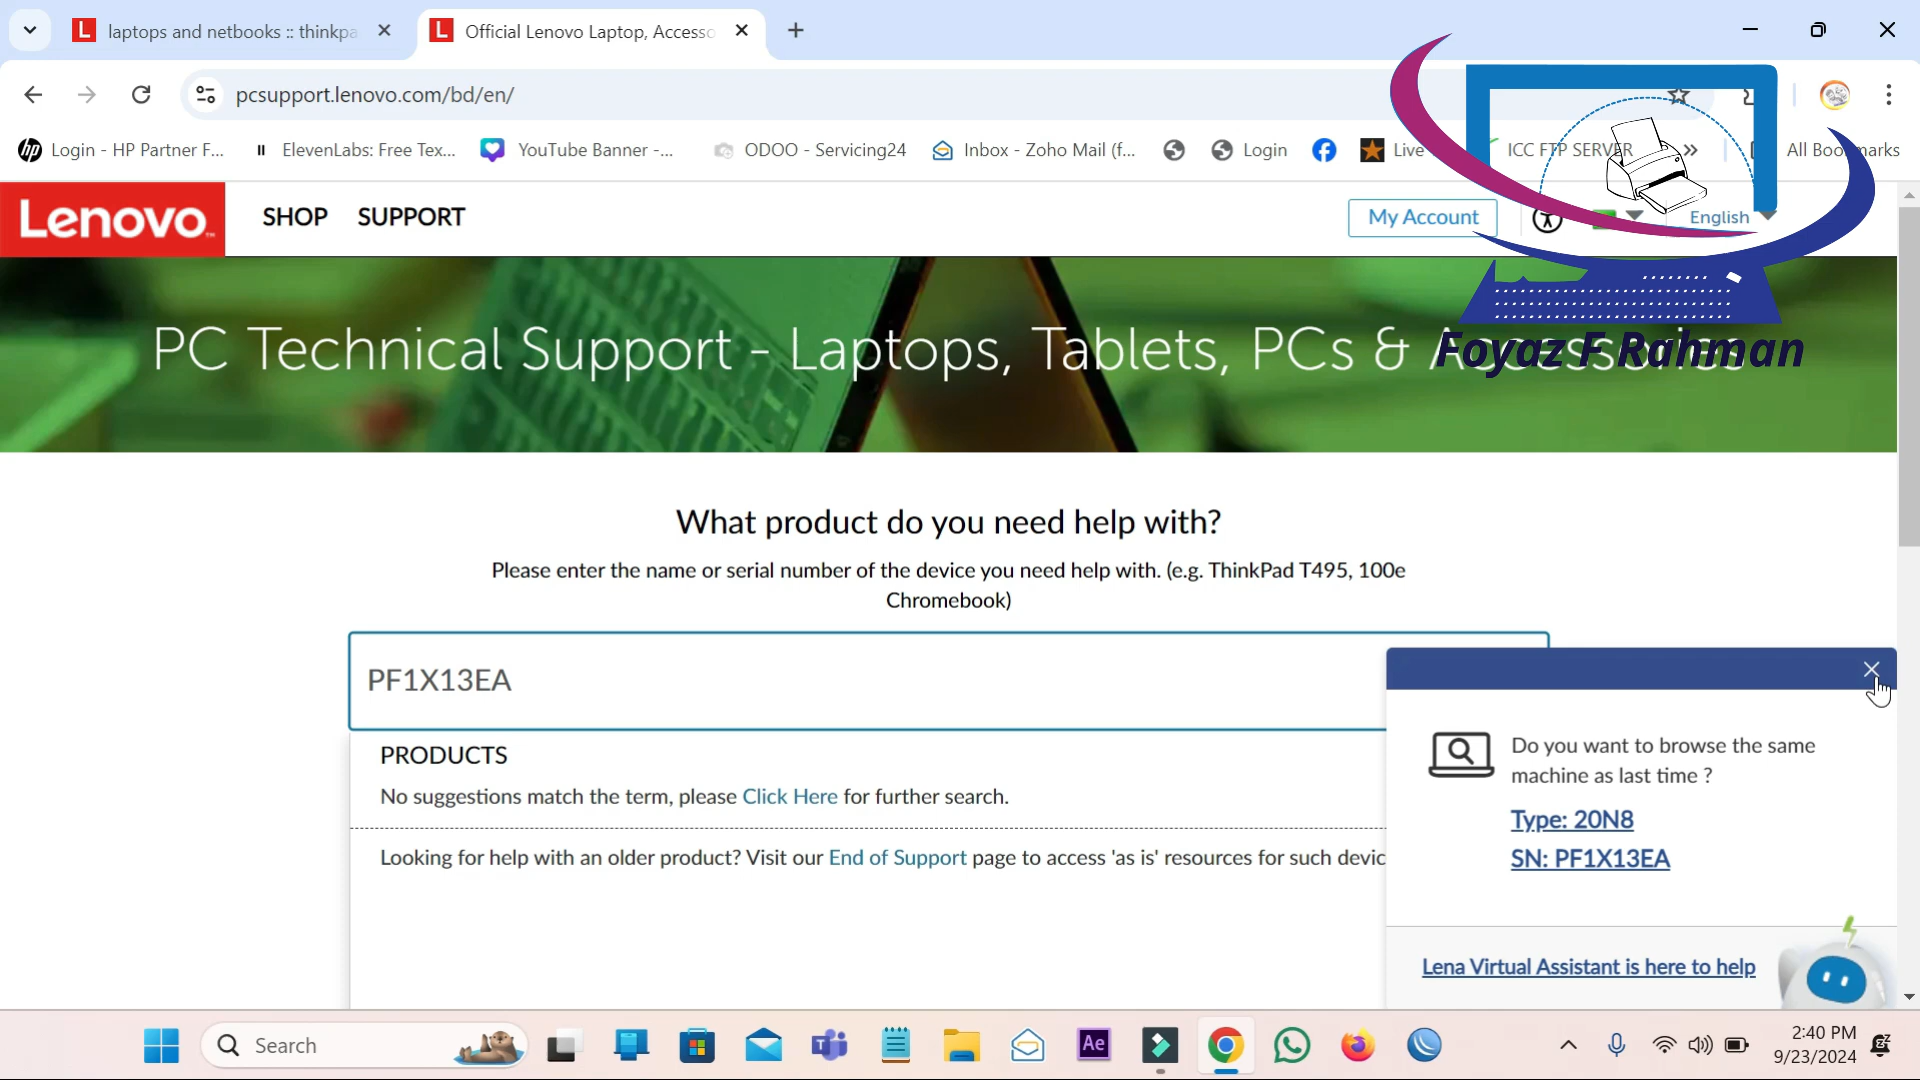 laptops and netbooks :: thinkpa
Official Lenovo Laptop, Accesso
pcsupport.lenovo.com/bd/en/
Login - HP Partner F...
ElevenLabs: Free Tex...
YouTube Banner -...
ODOO - Servicing24
Inbox - Zoho Mail (f...
Login
Live
ICC FTP SERVER
All Bookmarks
Lenovo
SHOP
SUPPORT
My Account
English
PC Technical Support - Laptops, Tablets, PCs & Accessories
Foyaz F Rahman
What product do you need help with?
Please enter the name or serial number of the device you need help with. (e.g. ThinkPad T495, 100e
Chromebook)
PF1X13EA
PRODUCTS
No suggestions match the term, please Click Here for further search.
Looking for help with an older product? Visit our End of Support page to access 'as is' resources for such devic
Do you want to browse the same
machine as last time ?
Type: 20N8
SN: PF1X13EA
Lena Virtual Assistant is here to help
Search
Ae
2:40 PM
9/23/2024